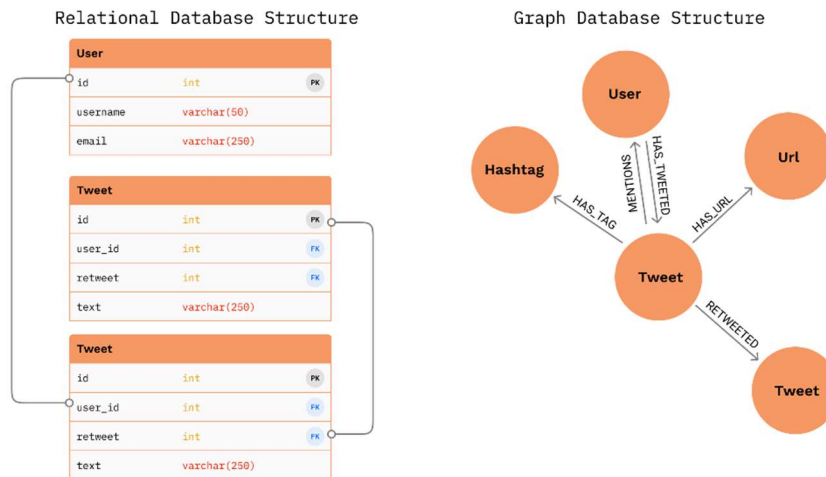 Relational Database Structure
User
id int PK
username varchar(50)
email varchar(250)
Tweet
id int PK
user_id int FK
retweet int FK
text varchar(250)
Tweet
id int PK
user_id int FK
retweet int FK
text varchar(250)
Graph Database Structure
User
Hashtag
Url
MENTIONS
HAS_TWEETED
HAS_TAG
HAS_URL
Tweet
RETWEETED
Tweet